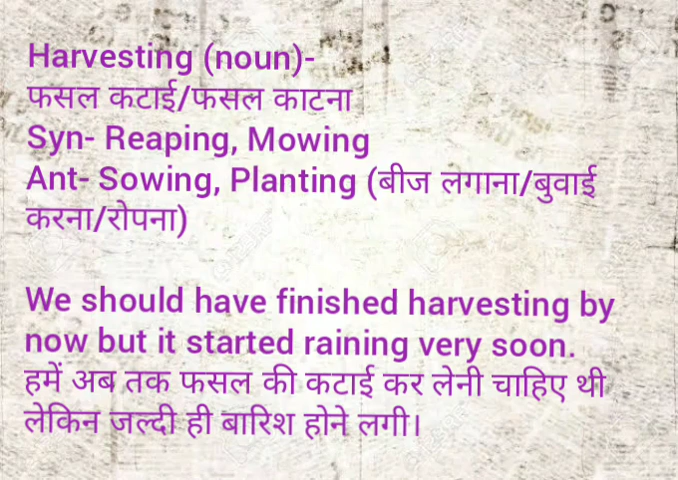 Harvesting (noun)-
फसल कटाई/फसल काटना
Syn- Reaping, Mowing
Ant- Sowing, Planting (बीज लगाना/बुवाई
करना/रोपना)
We should have finished harvesting by
now but it started raining very soon.
हमें अब तक फसल की कटाई कर लेनी चाहिए थी
लेकिन जल्दी ही बारिश होने लगी।